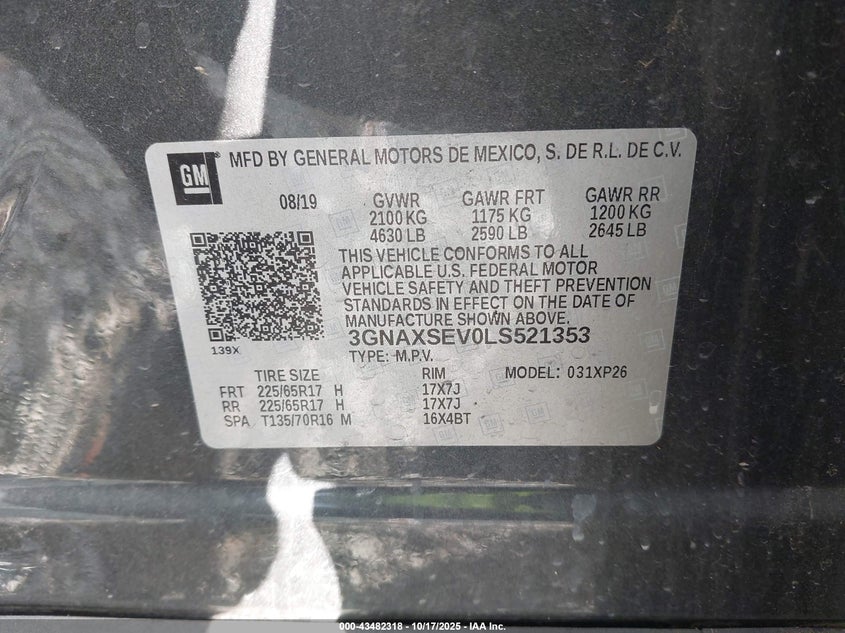 GM
MFD BY GENERAL MOTORS DE MEXICO, S. DE R.L. DE C.V.
08/19 GVWR GAWR FRT GAWR RR
2100 KG 1175 KG 1200 KG
4630 LB 2590 LB 2645 LB
THIS VEHICLE CONFORMS TO ALL
APPLICABLE U.S. FEDERAL MOTOR
VEHICLE SAFETY AND THEFT PREVENTION
STANDARDS IN EFFECT ON THE DATE OF
MANUFACTURE SHOWN ABOVE.
3GNAXSEV0LS521353
139X
TYPE: M.P.V.
TIRE SIZE RIM MODEL: 031XP26
FRT 225/65R17 H 17X7J
RR 225/65R17 H 17X7J
SPA T135/70R16 M 16X4BT
000-43482318 - 10/17/2025 - IAA Inc.